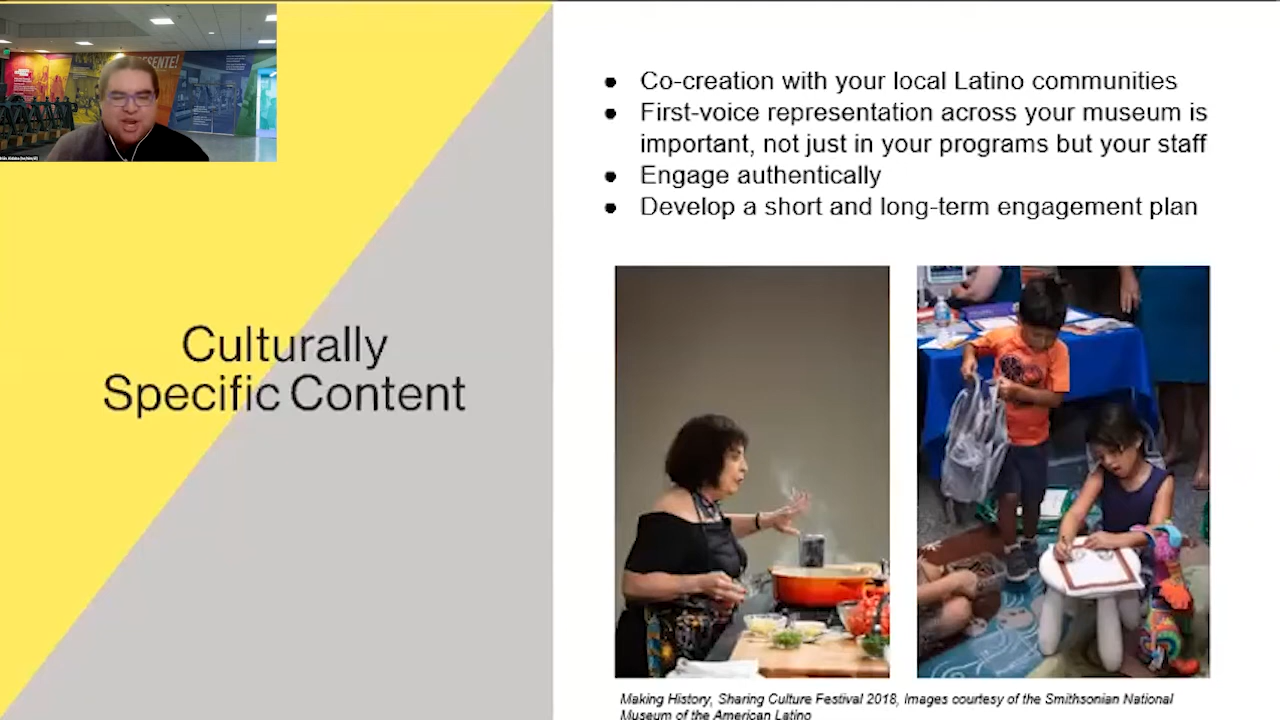 ESENTE!
Culturally
Specific Content
● Co-creation with your local Latino communities
● First-voice representation across your museum is
important, not just in your programs but your staff
● Engage authentically
● Develop a short and long-term engagement plan
Making History, Sharing Culture Festival 2018, Images courtesy of the Smithsonian National
Museum of the American Latino